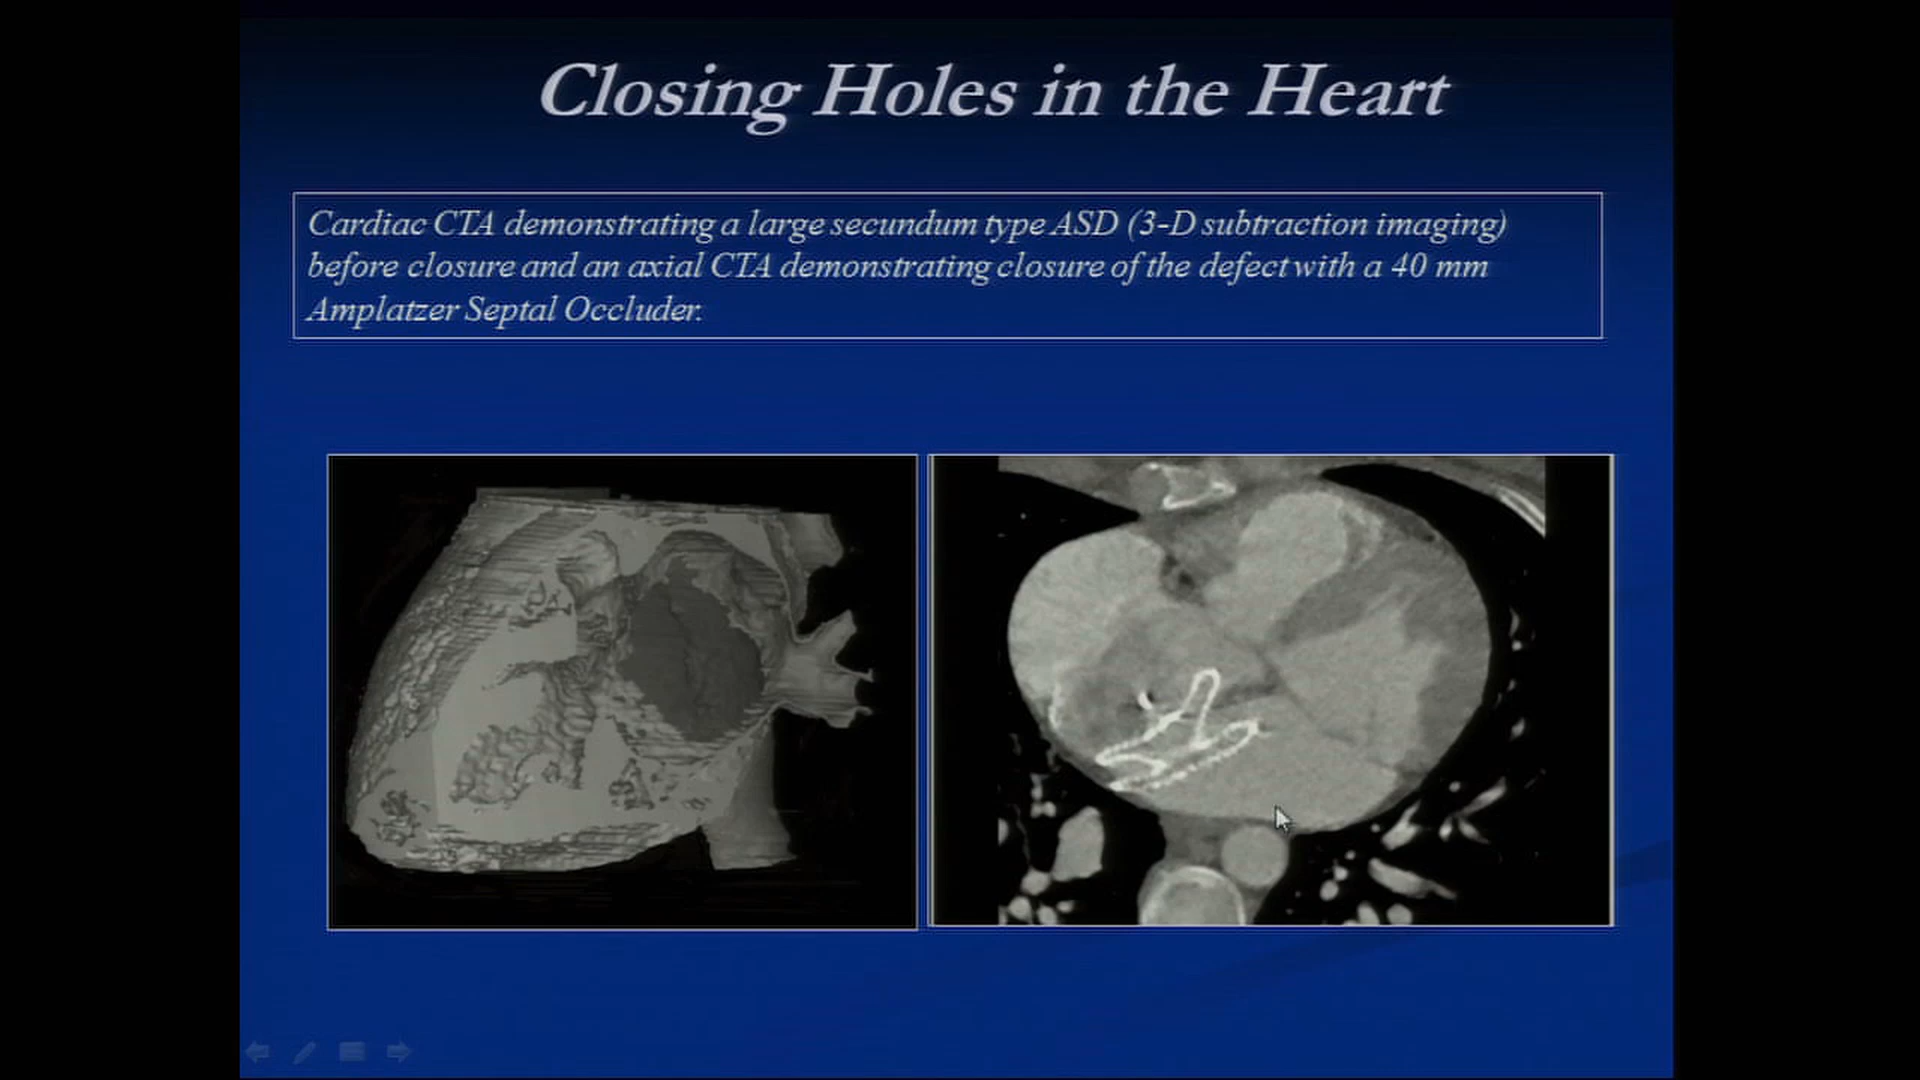 Closing Holes in the Heart
Cardiac CTA demonstrating a large secundum type ASD (3-D subtraction imaging)
before closure and an axial CTA demonstrating closure of the defect with a 40 mm
Amplatzer Septal Occluder.